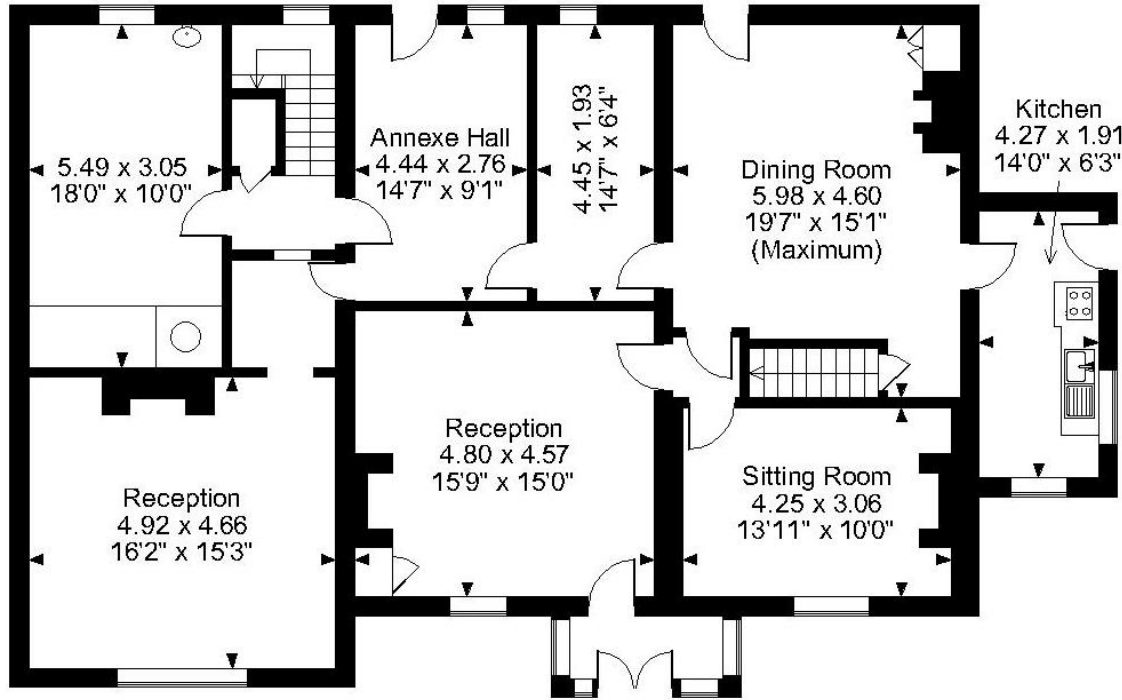 5.49 x 3.05
18'0" x 10'0"
Annexe Hall
4.44 x 2.76
14'7" x 9'1"
4.45 x 1.93
14'7" x 6'4"
Dining Room
5.98 x 4.60
19'7" x 15'1"
(Maximum)
Kitchen
4.27 x 1.91
14'0" x 6'3"
Reception
4.92 x 4.66
16'2" x 15'3"
Reception
4.80 x 4.57
15'9" x 15'0"
Sitting Room
4.25 x 3.06
13'11" x 10'0"